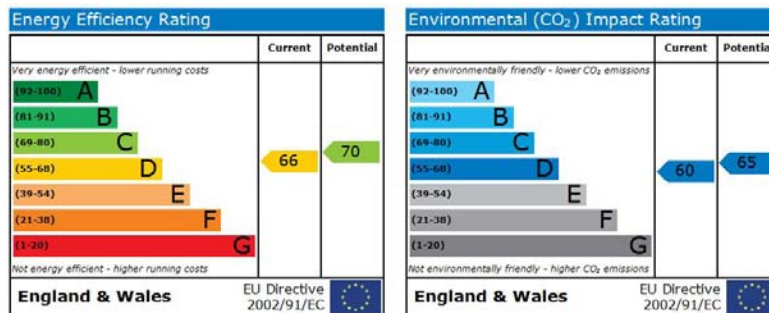 Energy Efficiency Rating
Current Potential
Very energy efficient - lower running costs
(92-100) A
(81-91) B
(69-80) C
(55-68) D
(39-54) E
(21-38) F
(1-20) G
66
70
Not energy efficient - higher running costs
England & Wales
EU Directive
2002/91/EC
Environmental (CO₂) Impact Rating
Current Potential
Very environmentally friendly - lower CO₂ emissions
(92-100) A
(81-91) B
(69-80) C
(55-68) D
(39-54) E
(21-38) F
(1-20) G
60
65
Not environmentally friendly - higher CO₂ emissions
England & Wales
EU Directive
2002/91/EC